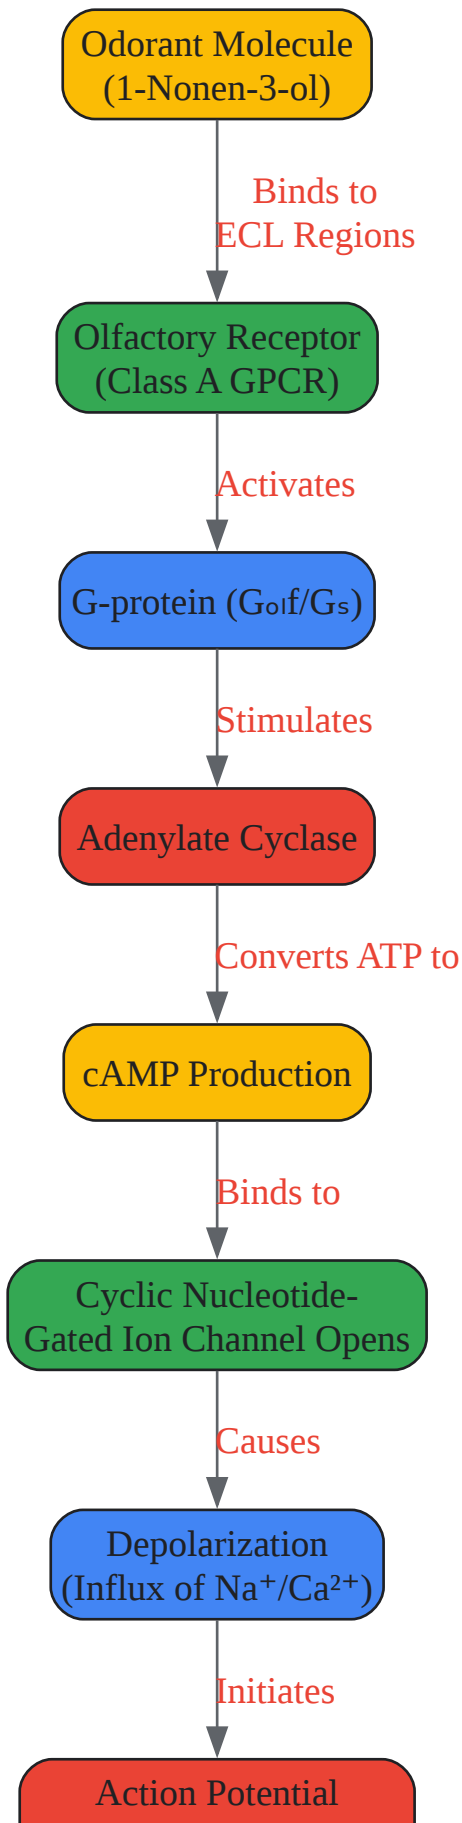 Odorant Molecule
(1-Nonen-3-ol)
Binds to
ECL Regions
Olfactory Receptor
(Class A GPCR)
Activates
G-protein (Gₒₗf/Gₛ)
Stimulates
Adenylate Cyclase
Converts ATP to
cAMP Production
Binds to
Cyclic Nucleotide-
Gated Ion Channel Opens
Causes
Depolarization
(Influx of Na⁺/Ca²⁺)
Initiates
Action Potential